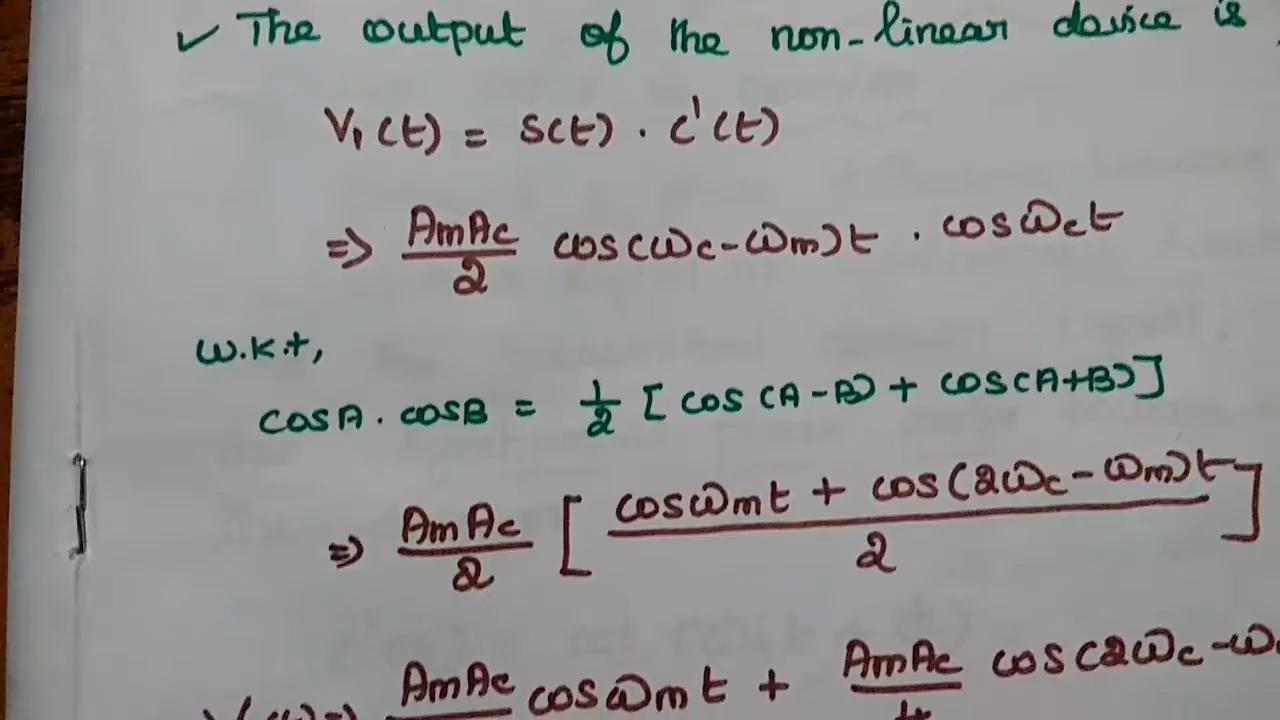 ✓ The output of the non-linear device is
V₁(t) = s(t) . c'(t)
=> AmAc/2 cos(ωc-ωm)t . cosωct
w.k.t,
cosA . cosB = 1/2 [cos(A-B) + cos(A+B)]
=> AmAc/2 [cosωmt + cos(2ωc-ωm)t / 2]
AmAc cosωmt + AmAc/4 cos(2ωc-ω